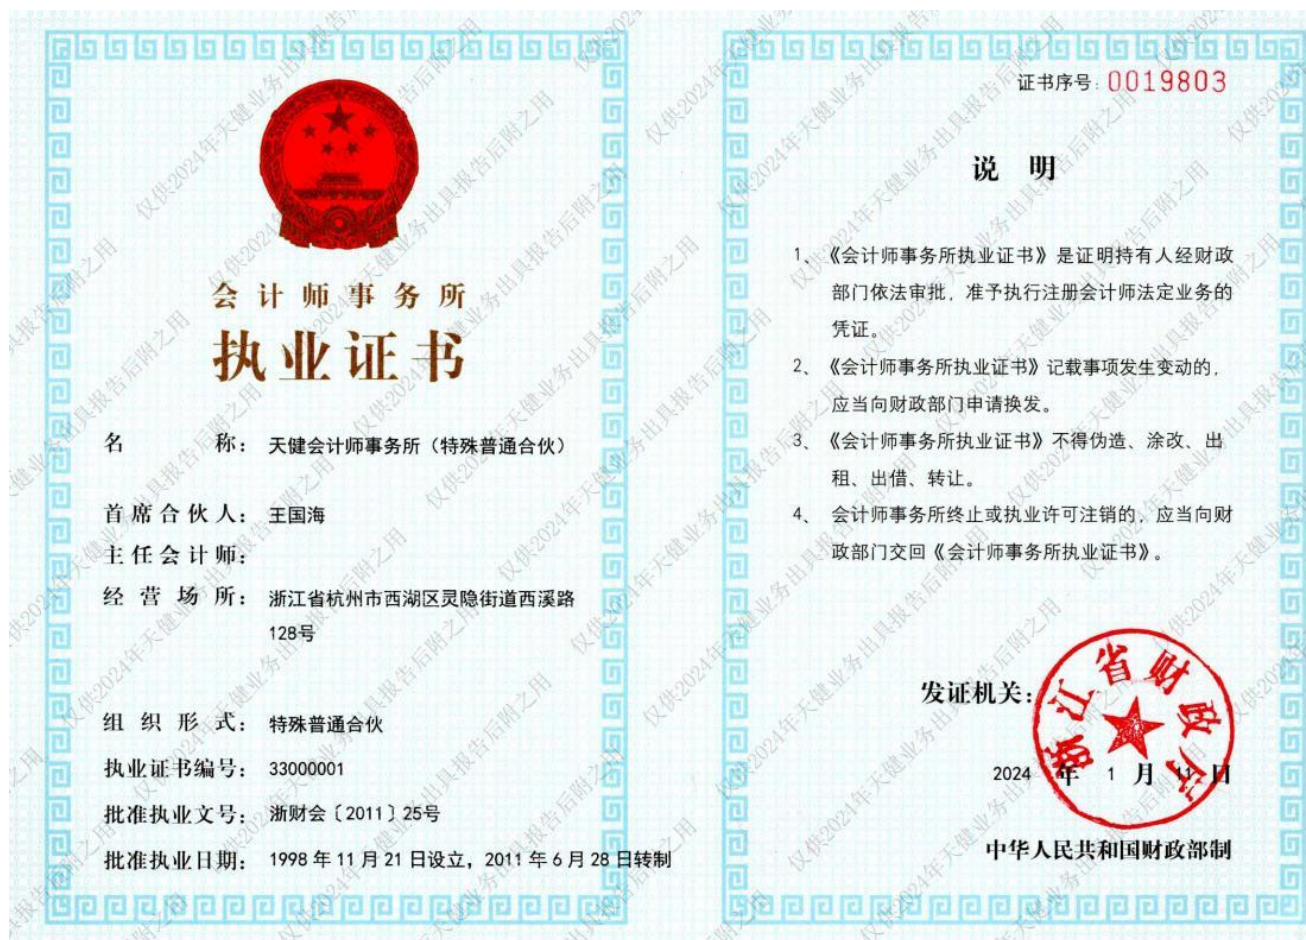 会计师事务所
执业证书
名 称: 天健会计师事务所（特殊普通合伙）
首席合伙人: 王国海
主任会计师:
经营场所: 浙江省杭州市西湖区灵隐街道西溪路
128号
组织形式: 特殊普通合伙
执业证书编号: 33000001
批准执业文号: 浙财会〔2011〕25号
批准执业日期: 1998年11月21日设立，2011年6月28日转制
证书序号: 0019803
说 明
1、《会计师事务所执业证书》是证明持有人经财政
部门依法审批，准予执行注册会计师法定业务的
凭证。
2、《会计师事务所执业证书》记载事项发生变动的，
应当向财政部门申请换发。
3、《会计师事务所执业证书》不得伪造、涂改、出
租、出借、转让。
4、会计师事务所终止或执业许可注销的，应当向财
政部门交回《会计师事务所执业证书》。
发证机关:
浙江省财政厅
2024年1月11日
中华人民共和国财政部制
仅供2024年天健业务出具报告后附之用